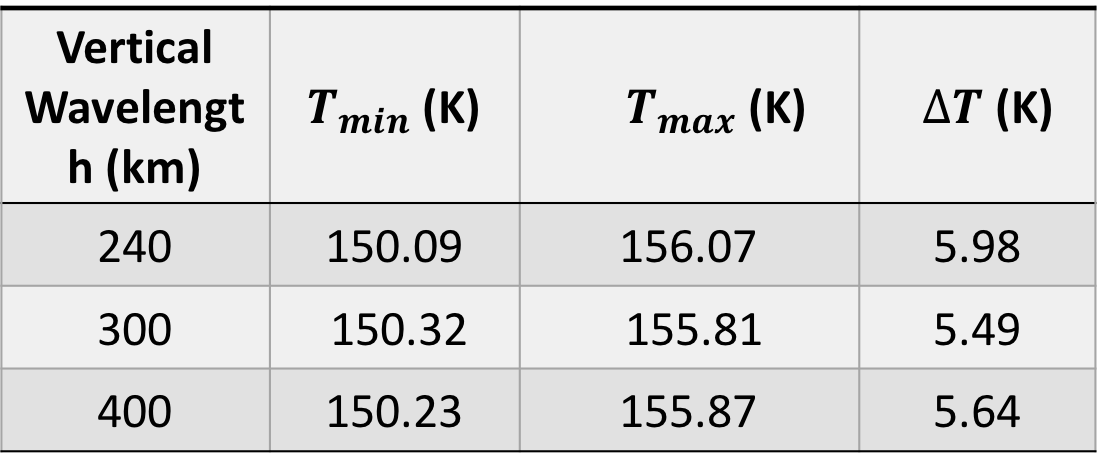 Vertical
Wavelengt
h (km)
T_min (K)
T_max (K)
ΔT (K)
240 150.09 156.07 5.98
300 150.32 155.81 5.49
400 150.23 155.87 5.64